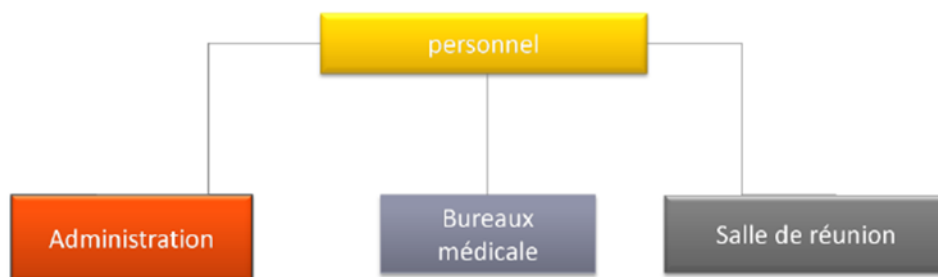 personnel
Administration
Bureaux
médicale
Salle de réunion